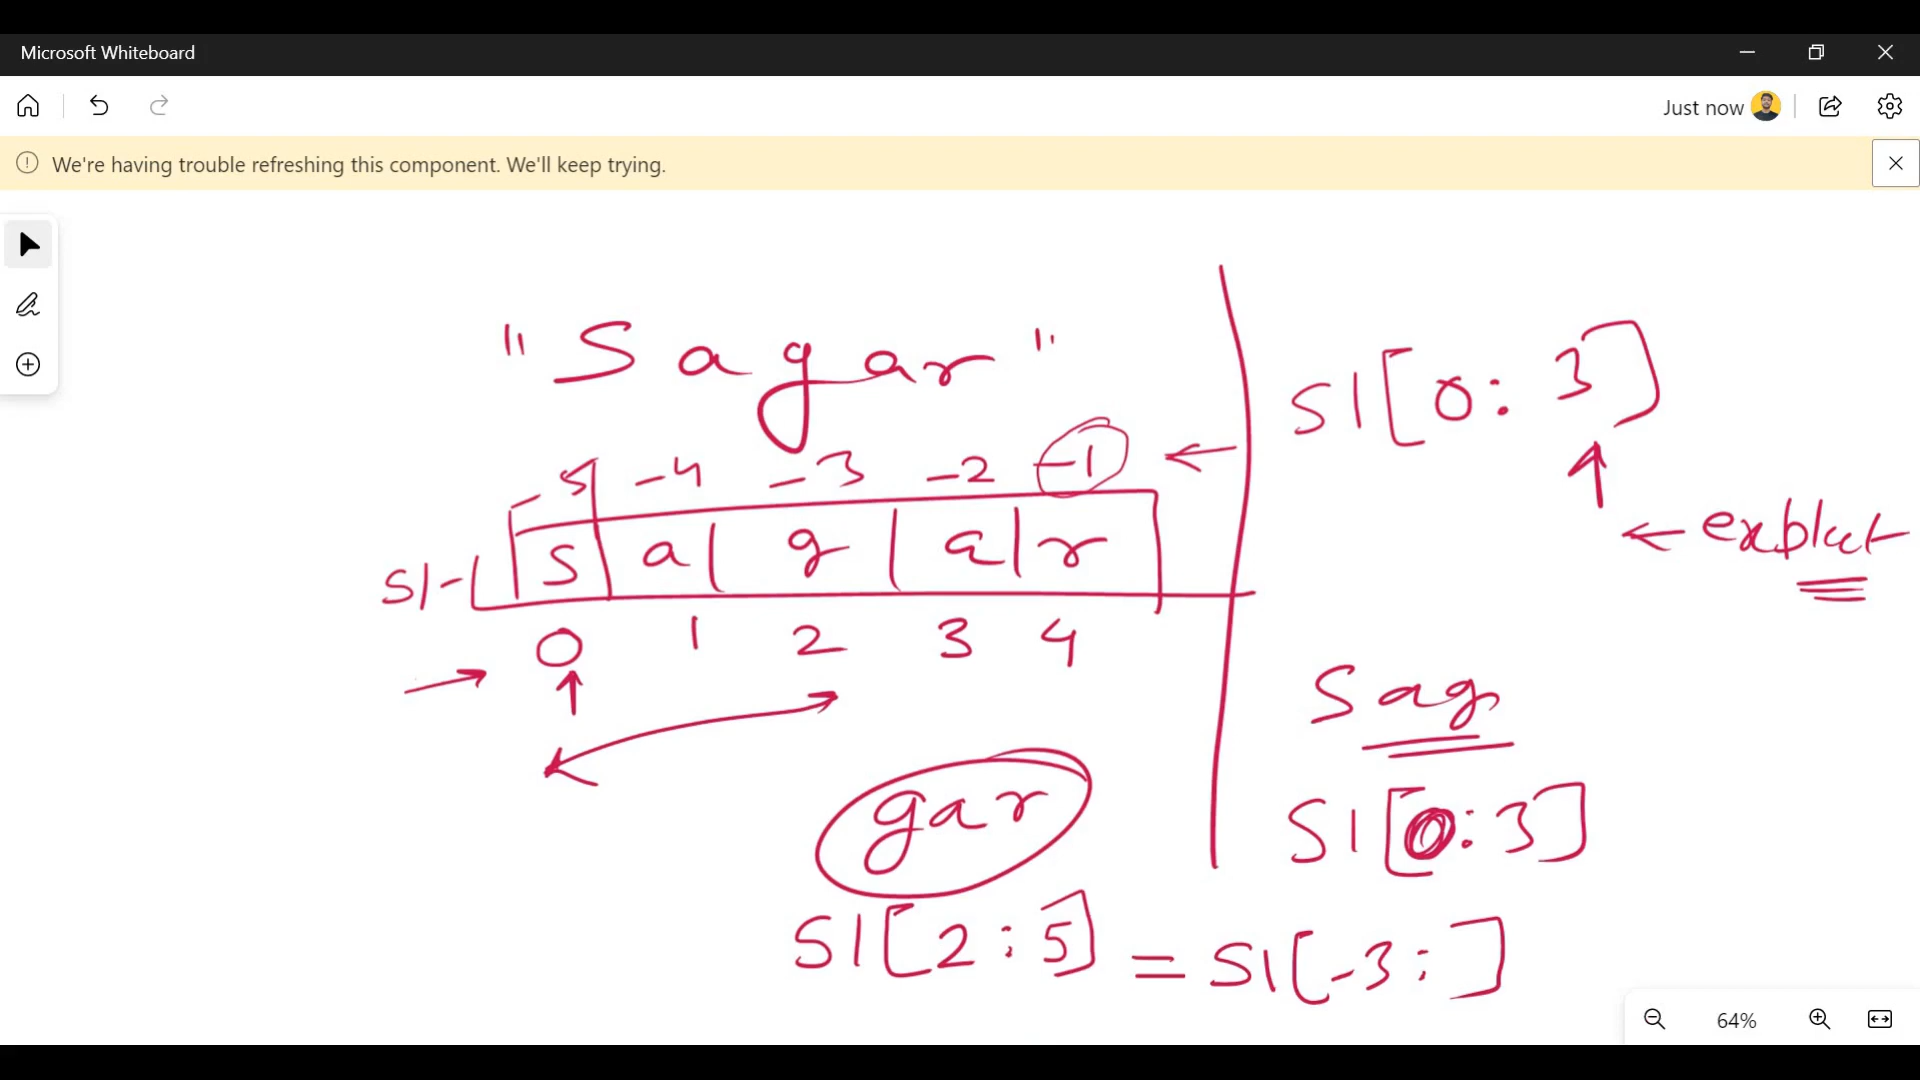 Microsoft Whiteboard
Just now
We're having trouble refreshing this component. We'll keep trying.
"Sagar"
-5 -4 -3 -2 -1
S1 - S a g a r
0 1 2 3 4
S1[0:3]
Sag
S1[0:3]
gar
S1[2:5] = S1[-3:]
64%